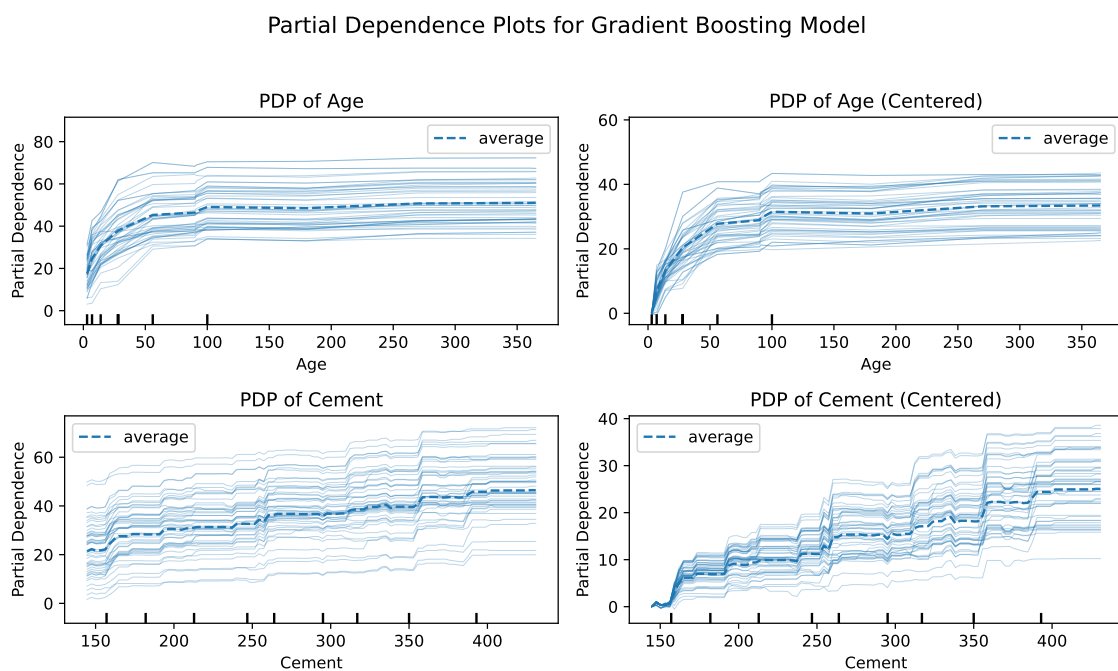 Partial Dependence Plots for Gradient Boosting Model
PDP of Age
80
60
40
20
0
Partial Dependence
average
0 50 100 150 200 250 300 350
Age
PDP of Age (Centered)
60
40
20
0
Partial Dependence
average
0 50 100 150 200 250 300 350
Age
PDP of Cement
60
40
20
0
Partial Dependence
average
150 200 250 300 350 400
Cement
PDP of Cement (Centered)
40
30
20
10
0
Partial Dependence
average
150 200 250 300 350 400
Cement